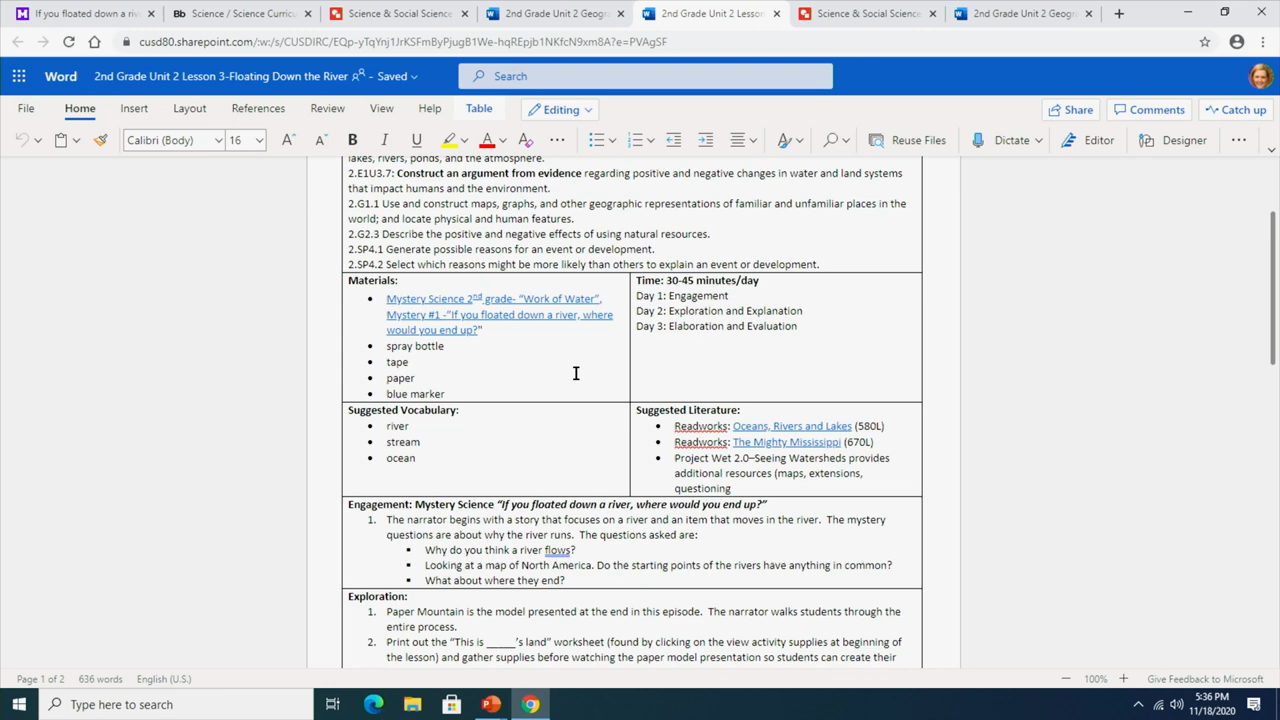 If you floated down a riv
Science / Science Curric
Science & Social Science
2nd Grade Unit 2 Geogr
2nd Grade Unit 2 Lesson
Science & Social Science
2nd Grade Unit 2 Geogr
cusd80.sharepoint.com/:w:/s/CUSDIRC/EQp-yTqYnj1JrKSFmByPjugB1We-hqREpjb1NKfcN9xm8A?e=PVAgSF
Word
2nd Grade Unit 2 Lesson 3-Floating Down the River - Saved
Search
File Home Insert Layout References Review View Help Table Editing Share Comments Catch up
Calibri (Body) 16 Reuse Files Dictate Editor Designer
lakes, rivers, ponds, and the atmosphere.
2.E1U3.7: Construct an argument from evidence regarding positive and negative changes in water and land systems
that impact humans and the environment.
2.G1.1 Use and construct maps, graphs, and other geographic representations of familiar and unfamiliar places in the
world; and locate physical and human features.
2.G2.3 Describe the positive and negative effects of using natural resources.
2.SP4.1 Generate possible reasons for an event or development.
2.SP4.2 Select which reasons might be more likely than others to explain an event or development.
Materials:
• Mystery Science 2nd grade- “Work of Water”,
Mystery #1 -”If you floated down a river, where
would you end up?”
• spray bottle
• tape
• paper
• blue marker
Time: 30-45 minutes/day
Day 1: Engagement
Day 2: Exploration and Explanation
Day 3: Elaboration and Evaluation
Suggested Vocabulary:
• river
• stream
• ocean
Suggested Literature:
• Readworks: Oceans, Rivers and Lakes (580L)
• Readworks: The Mighty Mississippi (670L)
• Project Wet 2.0–Seeing Watersheds provides
additional resources (maps, extensions,
questioning
Engagement: Mystery Science “If you floated down a river, where would you end up?”
1. The narrator begins with a story that focuses on a river and an item that moves in the river. The mystery
questions are about why the river runs. The questions asked are:
▪ Why do you think a river flows?
▪ Looking at a map of North America. Do the starting points of the rivers have anything in common?
▪ What about where they end?
Exploration:
1. Paper Mountain is the model presented at the end in this episode. The narrator walks students through the
entire process.
2. Print out the “This is _____’s land” worksheet (found by clicking on the view activity supplies at beginning of
the lesson) and gather supplies before watching the paper model presentation so students can create their
Page 1 of 2 636 words English (U.S.) 100% Give Feedback to Microsoft
Type here to search
5:36 PM
11/18/2020